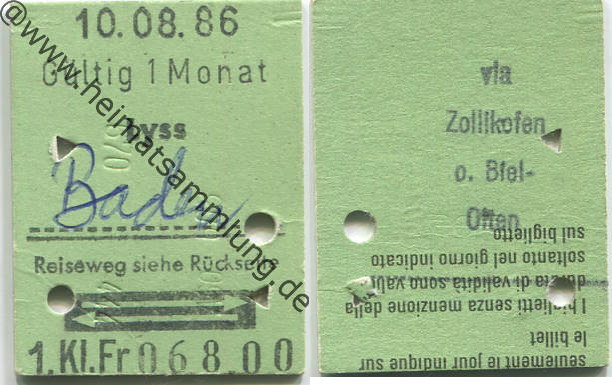 10.08.86
Gültig 1 Monat
Lyss
Baden
Reiseweg siehe Rückseite
1.Kl.Fr 068.00
via
Zollikofen
o. Biel-
Olten
seulement le jour indiqué sur
le billet
I biglietti senza menzione della
durata di validità sono validi
soltanto nel giorno indicato
sul biglietto
@www.heimatsammlung.de